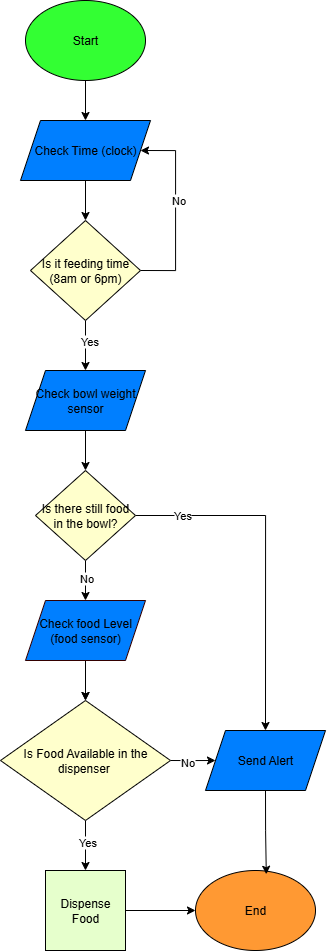 Start
Check Time (clock)
No
Is it feeding time
(8am or 6pm)
Yes
Check bowl weight
sensor
Is there still food
in the bowl?
Yes
No
Check food Level
(food sensor)
Is Food Available in the
dispenser
No
Send Alert
Yes
Dispense
Food
End